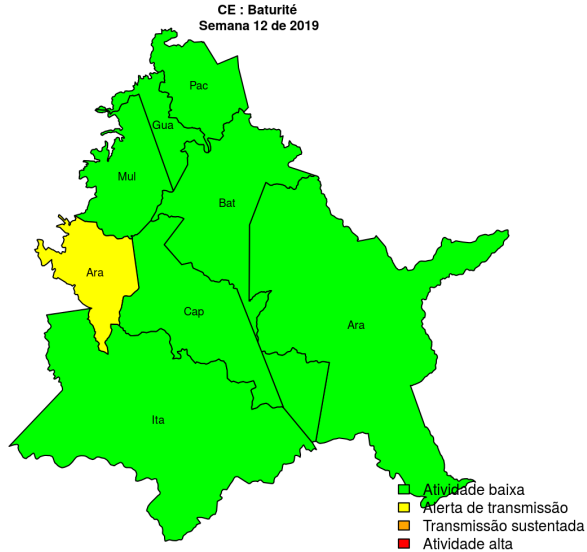 CE : Baturité
Semana 12 de 2019
Pac
Gua
Mul
Bat
Ara
Cap
Ara
Ita
Atividade baixa
Alerta de transmissão
Transmissão sustentada
Atividade alta